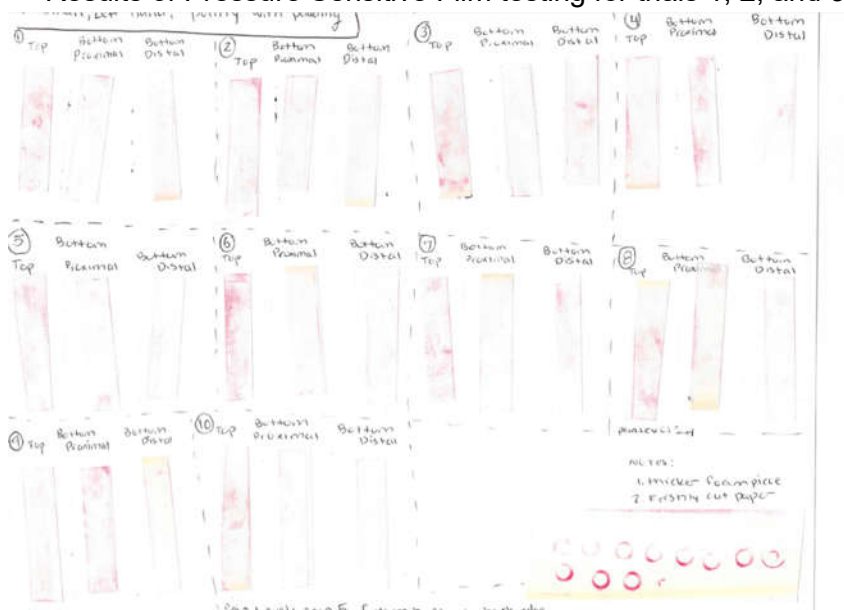 Results of Pressure Sensitive Film testing for trials 1, 2, and
Left hand, with padding
① Top Bottom Proximal Bottom Distal
② Top Bottom Proximal Bottom Distal
③ Top Bottom Proximal Bottom Distal
④ Top Bottom Proximal Bottom Distal
⑤ Top Bottom Proximal Bottom Distal
⑥ Top Bottom Proximal Bottom Distal
⑦ Top Bottom Proximal Bottom Distal
⑧ Top Bottom Proximal Bottom Distal
⑨ Top Bottom Proximal Bottom Distal
⑩ Top Bottom Proximal Bottom Distal
Notes:
1. thicker foam piece
2. Freshly cut paper